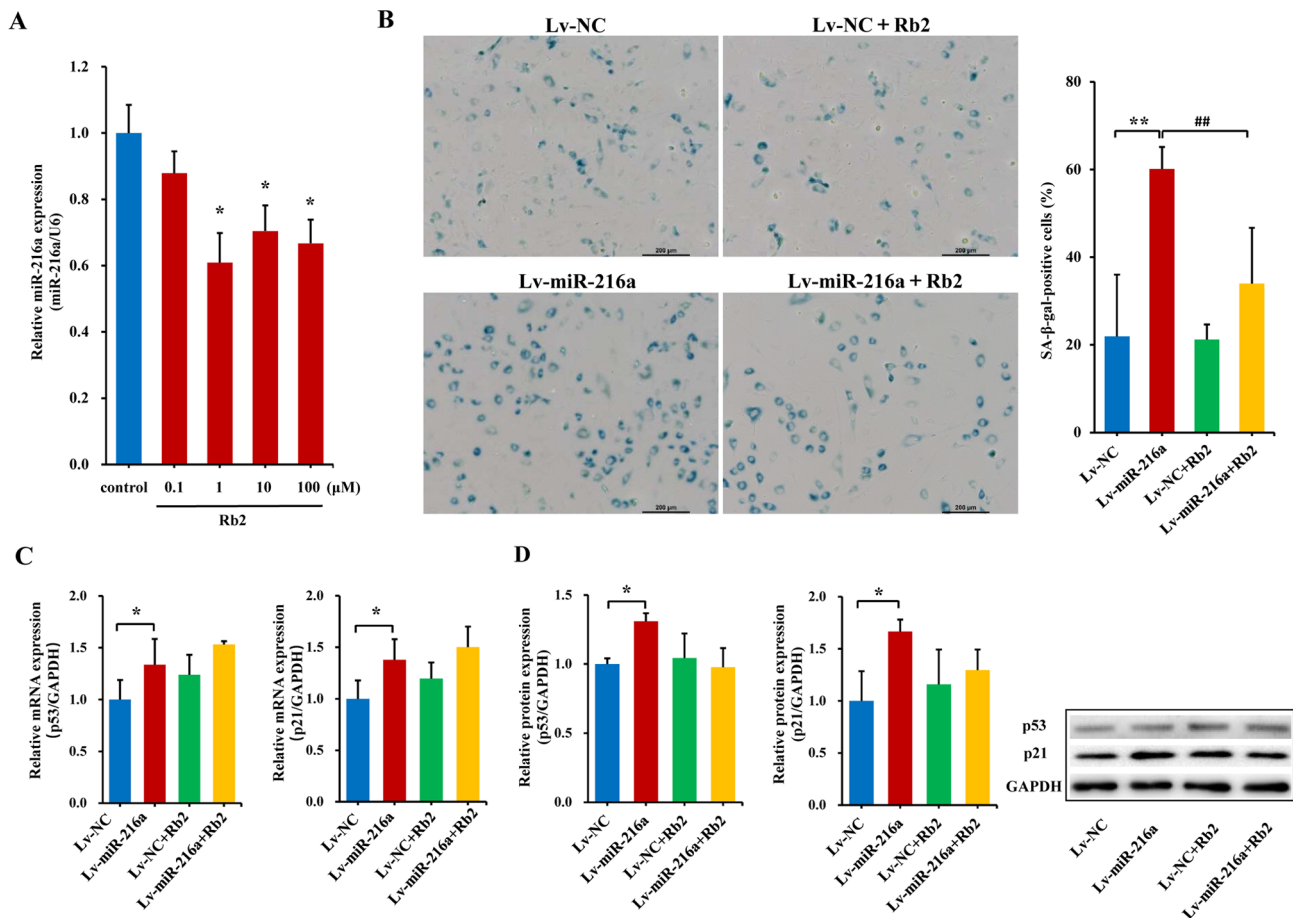 A
Relative miR-216a expression
(miR-216a/U6)
1.2
1.0
0.8
0.6
0.4
0.2
0.0
*
*
*
control
0.1
1
10
100
(μM)
Rb2
B
Lv-NC
Lv-NC + Rb2
200 μm
200 μm
Lv-miR-216a
Lv-miR-216a + Rb2
200 μm
200 μm
SA-β-gal-positive cells (%)
80
60
40
20
0
**
##
Lv-NC
Lv-miR-216a
Lv-NC+Rb2
Lv-miR-216a+Rb2
C
Relative mRNA expression
(p53/GAPDH)
2.0
1.5
1.0
1.5
0.0
*
Lv-NC
Lv-miR-216a
Lv-NC+Rb2
Lv-miR-216a+Rb2
Relative mRNA expression
(p21/GAPDH)
2.0
1.5
1.0
1.5
0.0
*
Lv-NC
Lv-miR-216a
Lv-NC+Rb2
Lv-miR-216a+Rb2
D
Relative protein expression
(p53/GAPDH)
1.5
1.0
0.5
0.0
*
Lv-NC
Lv-miR-216a
Lv-NC+Rb2
Lv-miR-216a+Rb2
Relative protein expression
(p21/GAPDH)
2.0
1.5
1.0
0.5
0.0
*
Lv-NC
Lv-miR-216a
Lv-NC+Rb2
Lv-miR-216a+Rb2
p53
p21
GAPDH
Lv-NC
Lv-miR-216a
Lv-NC+Rb2
Lv-miR-216a+Rb2